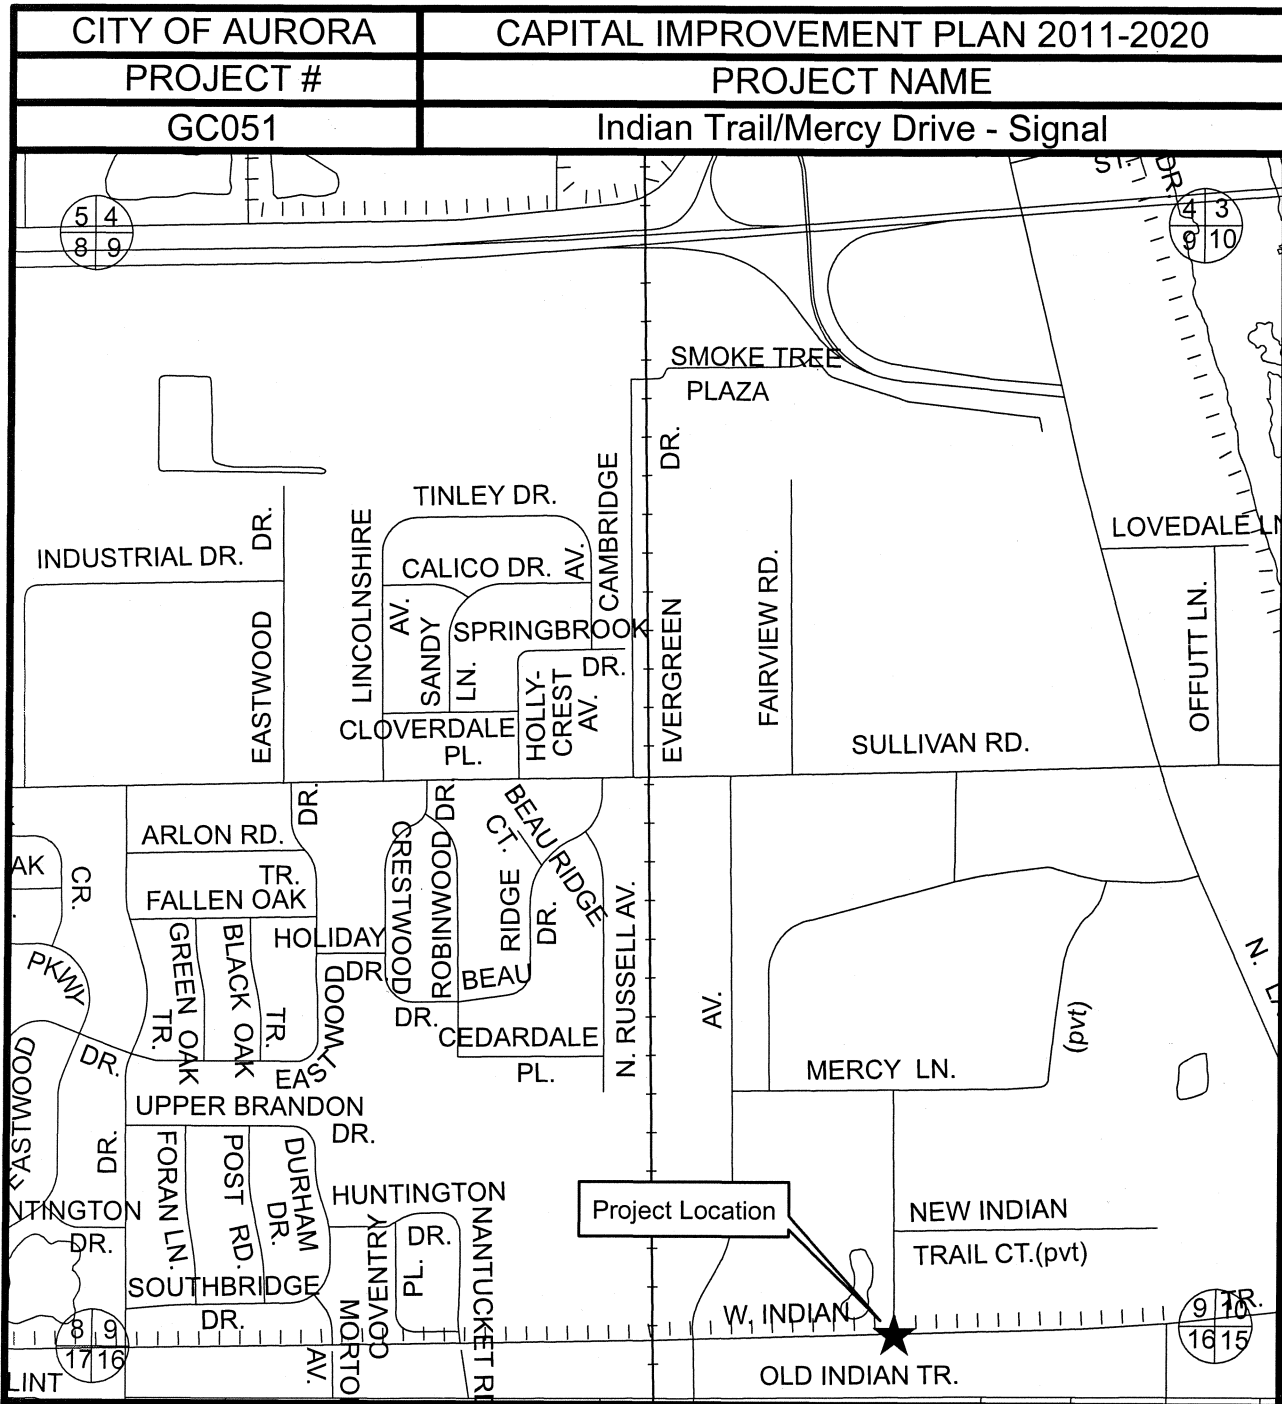 CITY OF AURORA
CAPITAL IMPROVEMENT PLAN 2011-2020
PROJECT #
PROJECT NAME
GC051
Indian Trail/Mercy Drive - Signal
ST.
DR.
5 4
8 9
4 3
9 10
SMOKE TREE
PLAZA
DR.
TINLEY DR.
CAMBRIDGE
AV.
LINCOLNSHIRE
AV.
DR.
INDUSTRIAL DR.
CALICO DR.
LOVEDALE LN
EASTWOOD
SANDY
LN.
SPRINGBROOK
DR.
HOLLY-
CREST
AV.
EVERGREEN
FAIRVIEW RD.
OFFUTT LN.
CLOVERDALE
PL.
SULLIVAN RD.
DR.
ARLON RD.
CRESTWOOD
DR.
ROBINWOOD DR
BEAU RIDGE
CT.
RIDGE
BEAU
DR.
AK
CR.
TR.
FALLEN OAK
GREEN OAK
TR.
BLACK OAK
TR.
HOLIDAY
DR.
N. RUSSELL AV.
AV.
N.
PKWY
DR.
EASTWOOD
CEDARDALE
PL.
(pvt)
MERCY LN.
EASTWOOD
DR.
UPPER BRANDON
DR.
FORAN LN.
POST RD.
DURHAM
DR.
HUNTINGTON
DR.
NTINGTON
DR.
COVENTRY
PL.
NANTUCKET
Project Location
NEW INDIAN
TRAIL CT.(pvt)
SOUTHBRIDGE
DR.
MORTO
AV.
W. INDIAN
TR.
8 9
17 16
9 10
16 15
LINT
OLD INDIAN TR.